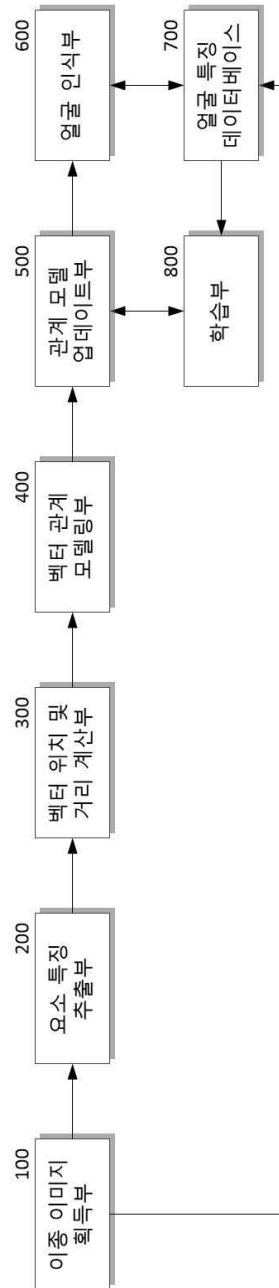 100
이종 이미지
획득부
200
요소 특징
추출부
300
벡터 위치 및
거리 계산부
400
벡터 관계
모델링부
500
관계 모델
업데이트부
600
얼굴 인식부
700
얼굴 특징
데이터베이스
800
학습부